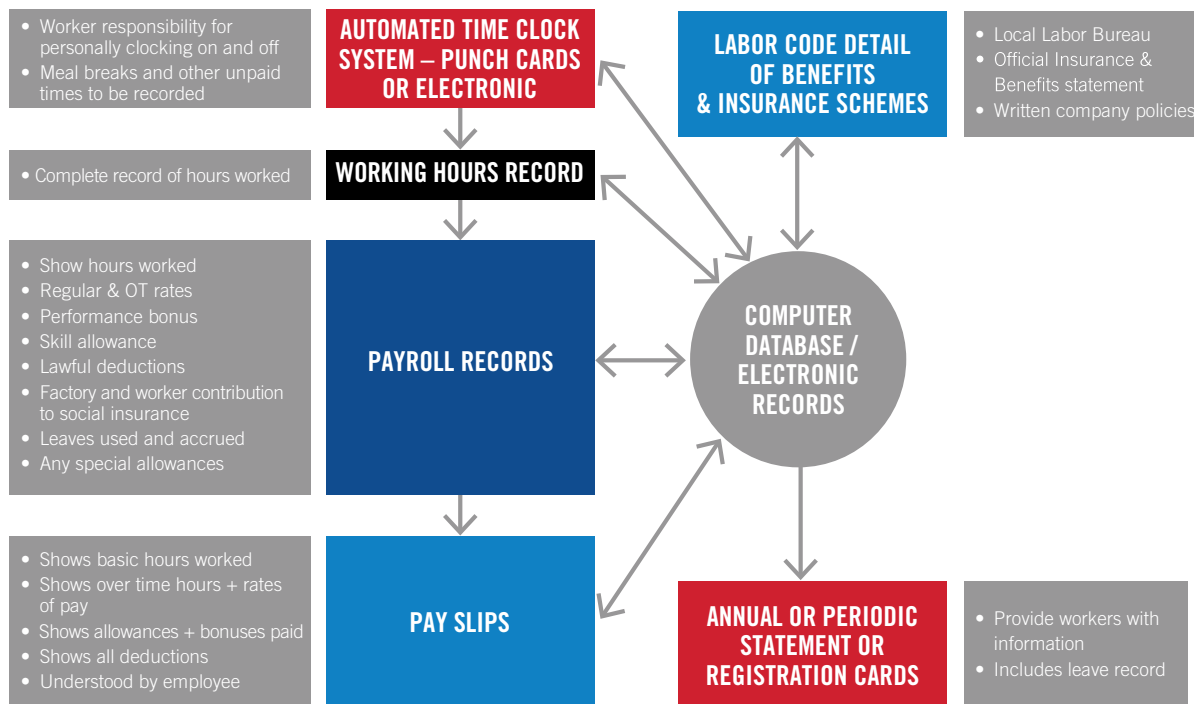 • Worker responsibility for
personally clocking on and off
• Meal breaks and other unpaid
times to be recorded
AUTOMATED TIME CLOCK
SYSTEM – PUNCH CARDS
OR ELECTRONIC
LABOR CODE DETAIL
OF BENEFITS
& INSURANCE SCHEMES
• Local Labor Bureau
• Official Insurance &
Benefits statement
• Written company policies
• Complete record of hours worked
WORKING HOURS RECORD
• Show hours worked
• Regular & OT rates
• Performance bonus
• Skill allowance
• Lawful deductions
• Factory and worker contribution
to social insurance
• Leaves used and accrued
• Any special allowances
PAYROLL RECORDS
COMPUTER
DATABASE /
ELECTRONIC
RECORDS
• Shows basic hours worked
• Shows over time hours + rates
of pay
• Shows allowances + bonuses paid
• Shows all deductions
• Understood by employee
PAY SLIPS
ANNUAL OR PERIODIC
STATEMENT OR
REGISTRATION CARDS
• Provide workers with
information
• Includes leave record